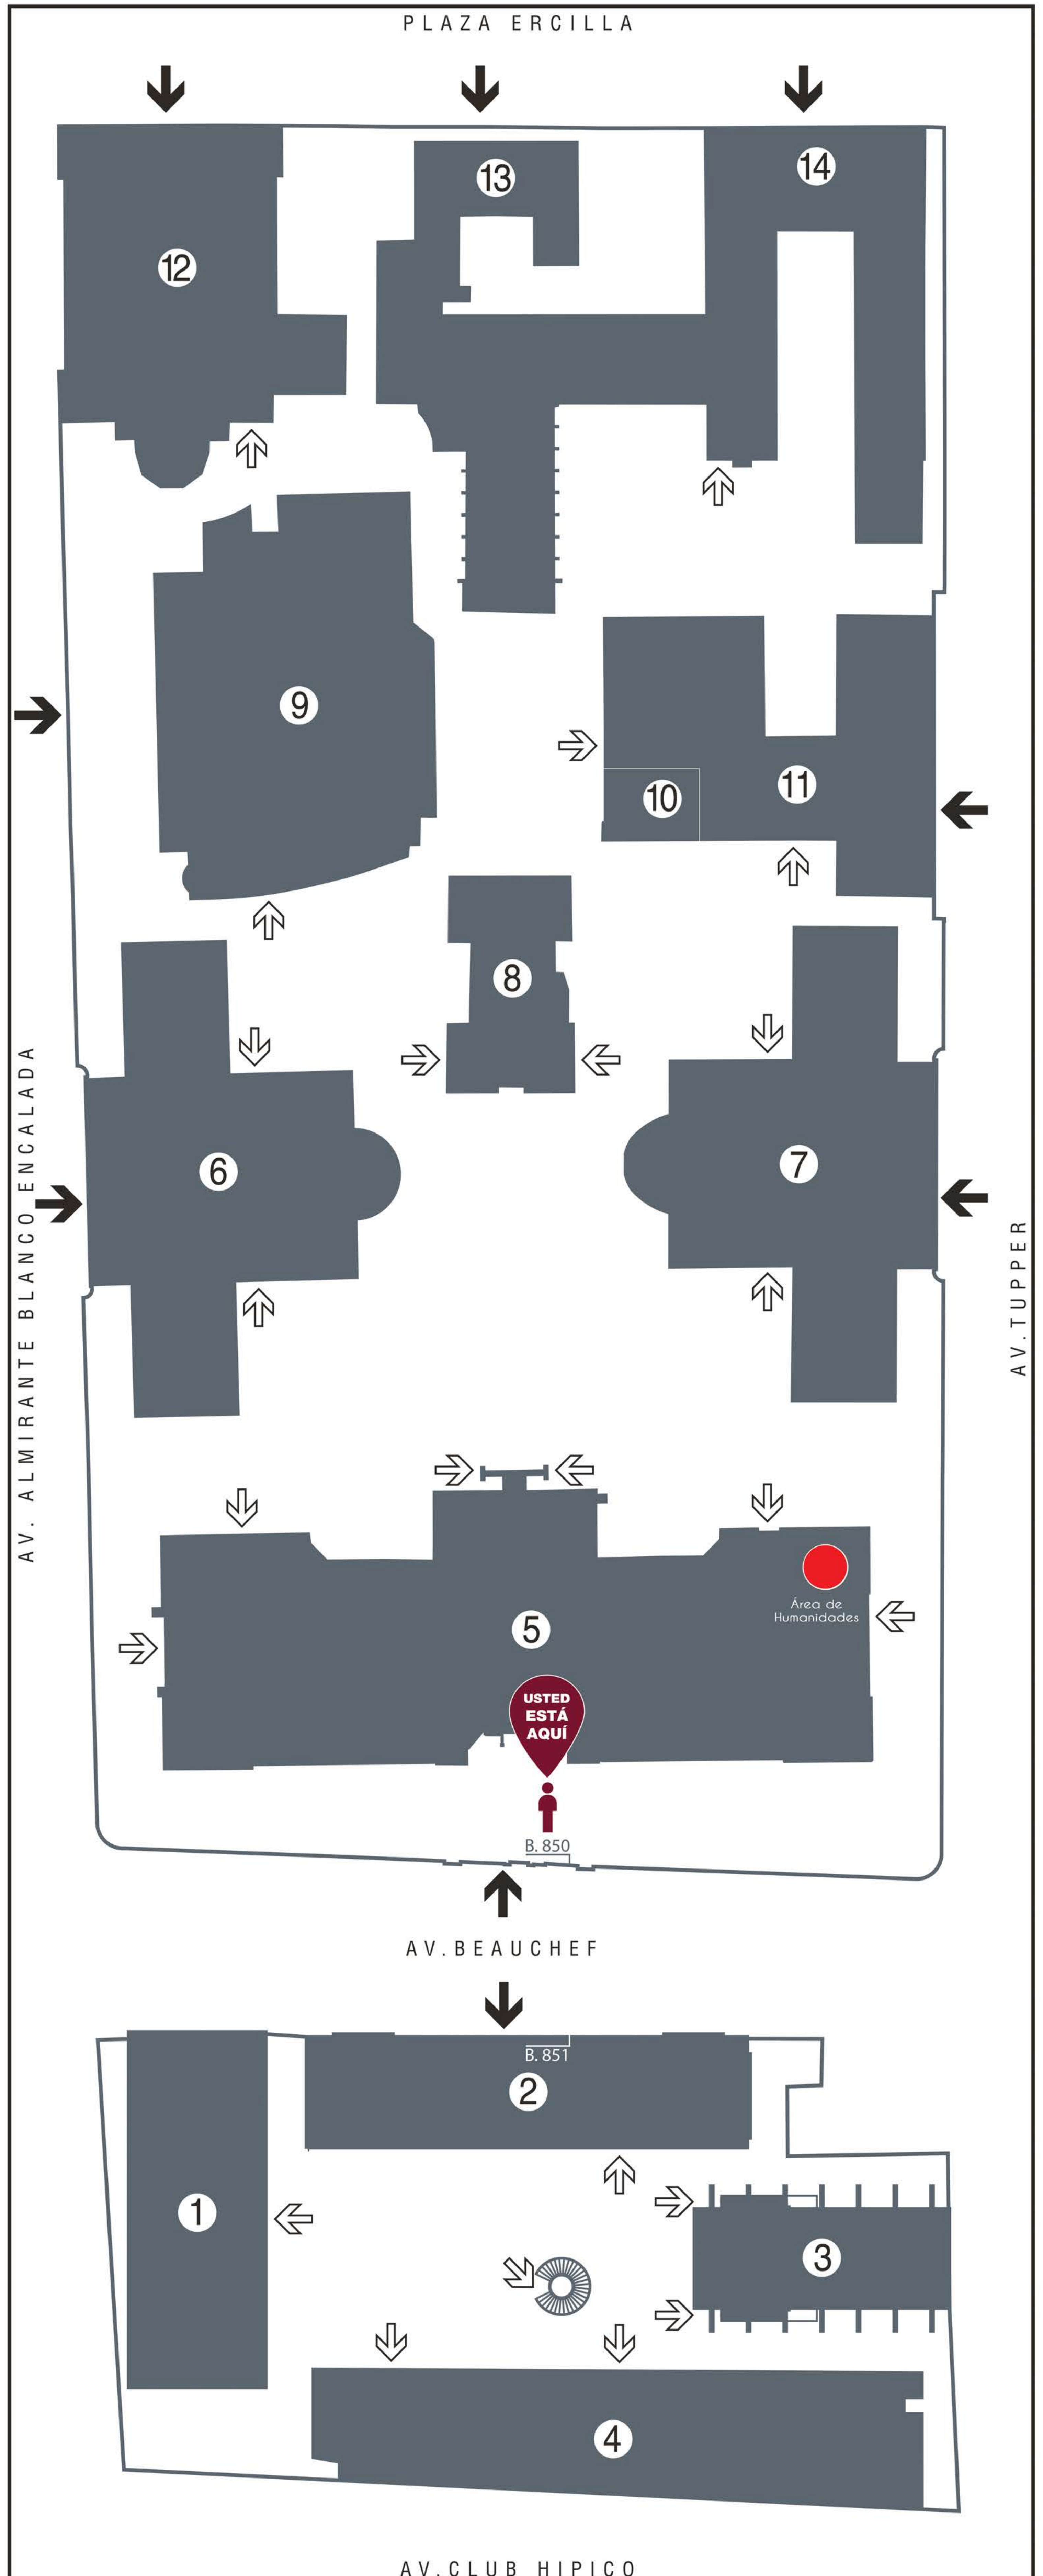 PLAZA ERCILLA
13
14
12
9
10
11
8
6
7
AV. ALMIRANTE BLANCO ENCALADA
AV. TUPPER
Área de
Humanidades
5
USTED
ESTÁ
AQUÍ
B. 850
AV.BEAUCHEF
B. 851
2
1
3
4
AV.CLUB HIPICO